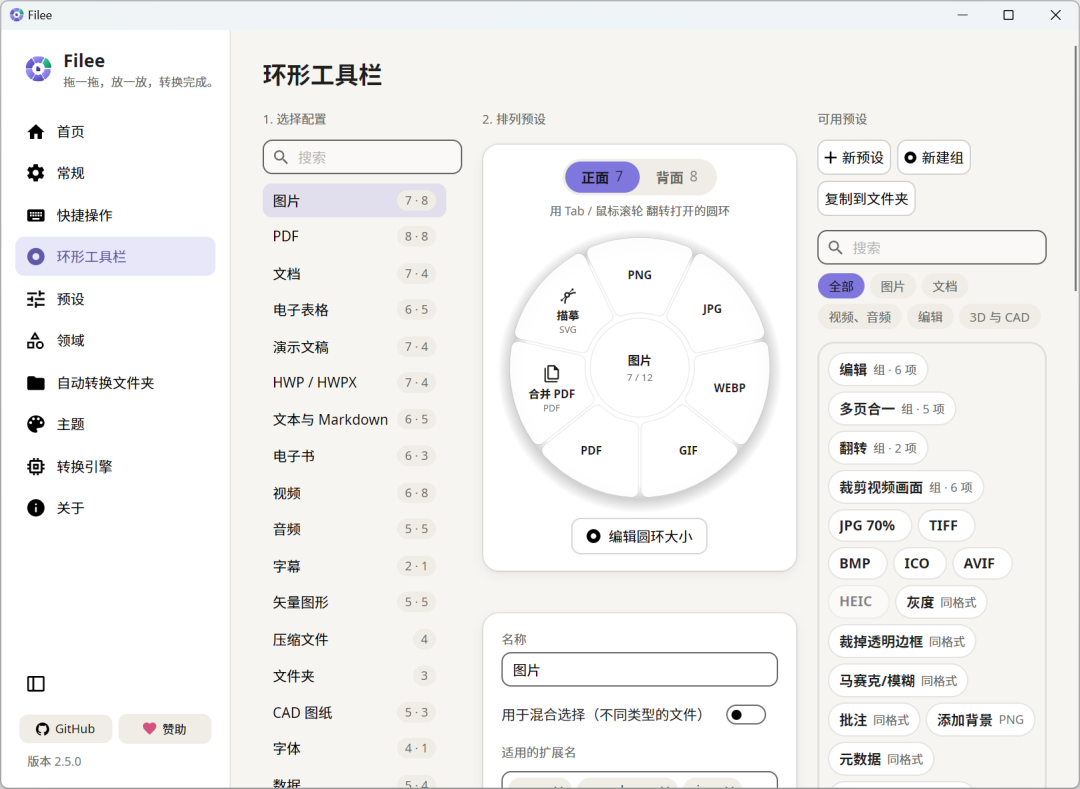 Filee
Filee
拖一拖，放一放，转换完成。
首页
常规
快捷操作
环形工具栏
预设
领域
自动转换文件夹
主题
转换引擎
关于
GitHub
赞助
版本 2.5.0
环形工具栏
1. 选择配置
搜索
图片 7 · 8
PDF 8 · 8
文档 7 · 4
电子表格 6 · 5
演示文稿 7 · 4
HWP / HWPX 7 · 4
文本与 Markdown 6 · 5
电子书 6 · 3
视频 6 · 8
音频 5 · 5
字幕 2 · 1
矢量图形 5 · 5
压缩文件 4
文件夹 3
CAD 图纸 5 · 3
字体 4 · 1
数据 5 · 4
2. 排列预设
正面 7 背面 8
用 Tab / 鼠标滚轮 翻转打开的圆环
PNG
JPG
WEBP
GIF
PDF
合并 PDF
PDF
描摹
SVG
图片
7 / 12
编辑圆环大小
名称
图片
用于混合选择（不同类型的文件）
适用的扩展名
可用预设
新预设 新建组
复制到文件夹
搜索
全部 图片 文档
视频、音频 编辑 3D 与 CAD
编辑 组 · 6 项
多页合一 组 · 5 项
翻转 组 · 2 项
裁剪视频画面 组 · 6 项
JPG 70% TIFF
BMP ICO AVIF
HEIC 灰度 同格式
裁掉透明边框 同格式
马赛克/模糊 同格式
批注 同格式 添加背景 PNG
元数据 同格式